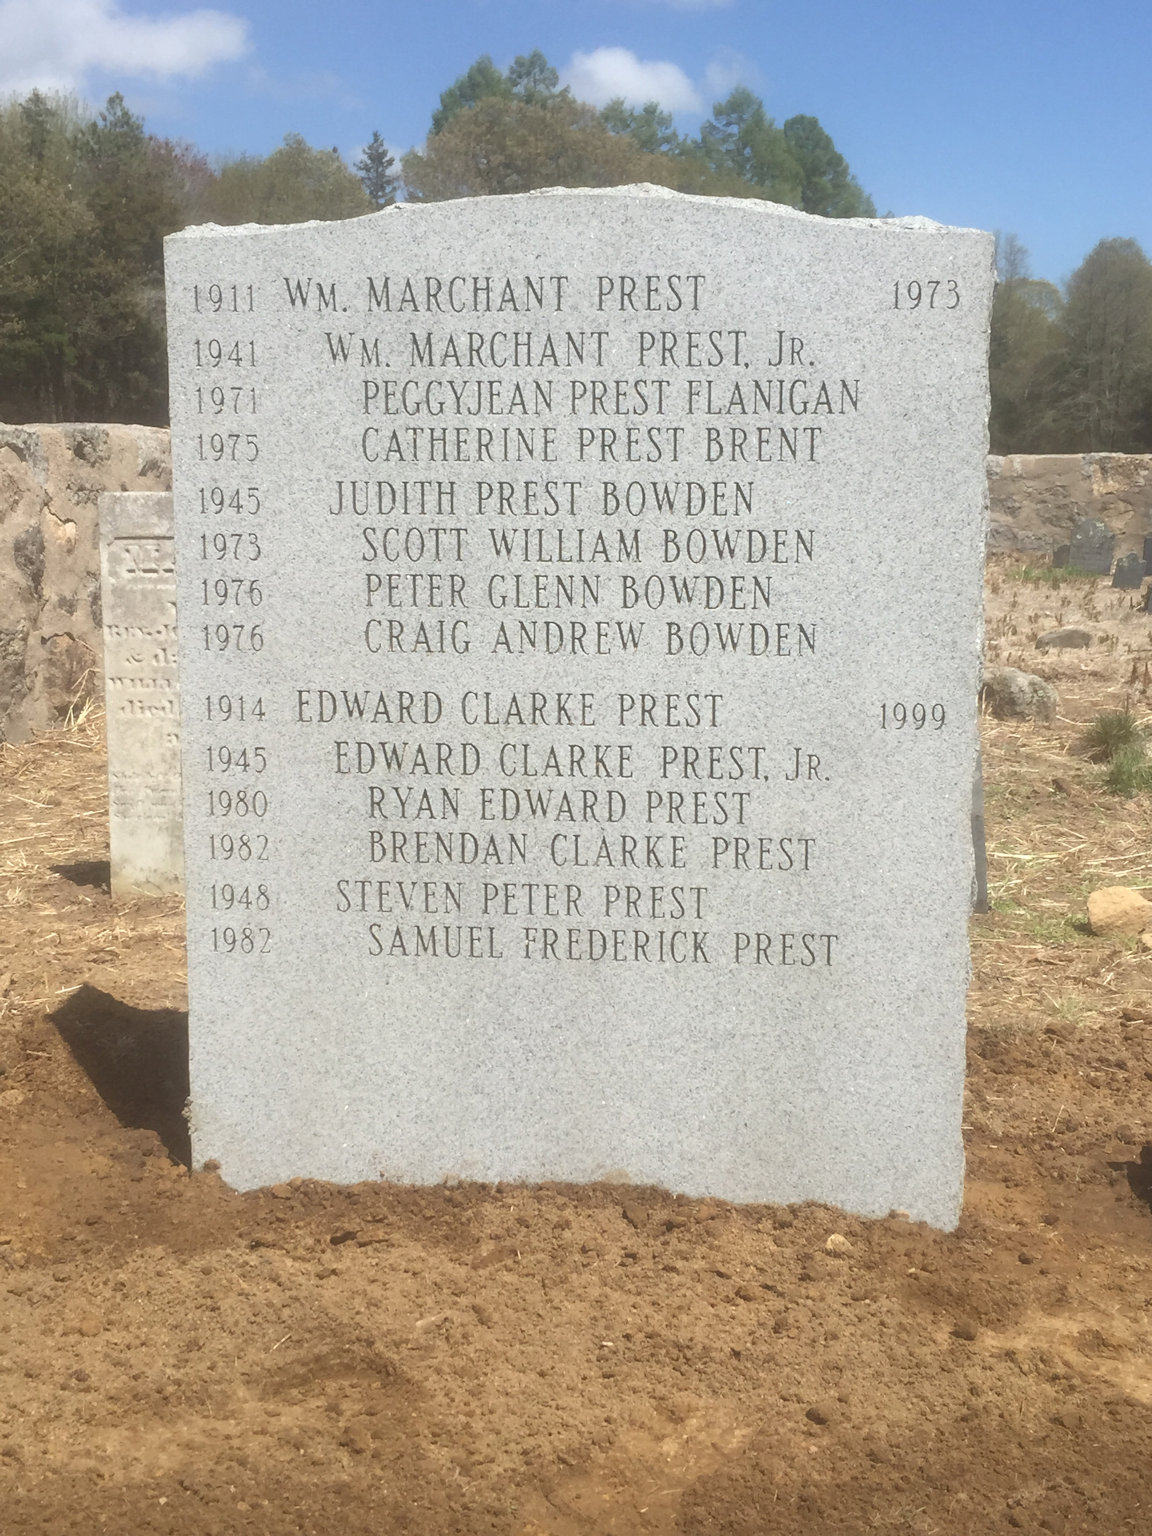 1911 WM. MARCHANT PREST 1973
1941 WM. MARCHANT PREST, JR.
1971 PEGGYJEAN PREST FLANIGAN
1975 CATHERINE PREST BRENT
1945 JUDITH PREST BOWDEN
1973 SCOTT WILLIAM BOWDEN
1976 PETER GLENN BOWDEN
1976 CRAIG ANDREW BOWDEN
1914 EDWARD CLARKE PREST 1999
1945 EDWARD CLARKE PREST, JR.
1980 RYAN EDWARD PREST
1982 BRENDAN CLARKE PREST
1948 STEVEN PETER PREST
1982 SAMUEL FREDERICK PREST
died